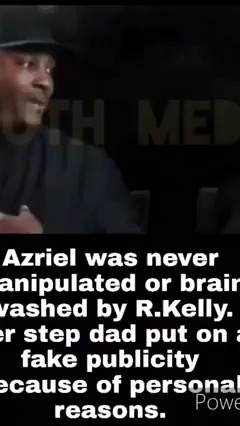 OTH MED
Azriel was never
anipulated or brain
washed by R.Kelly.
er step dad put on a
fake publicity
ecause of personal
reasons.
Powe